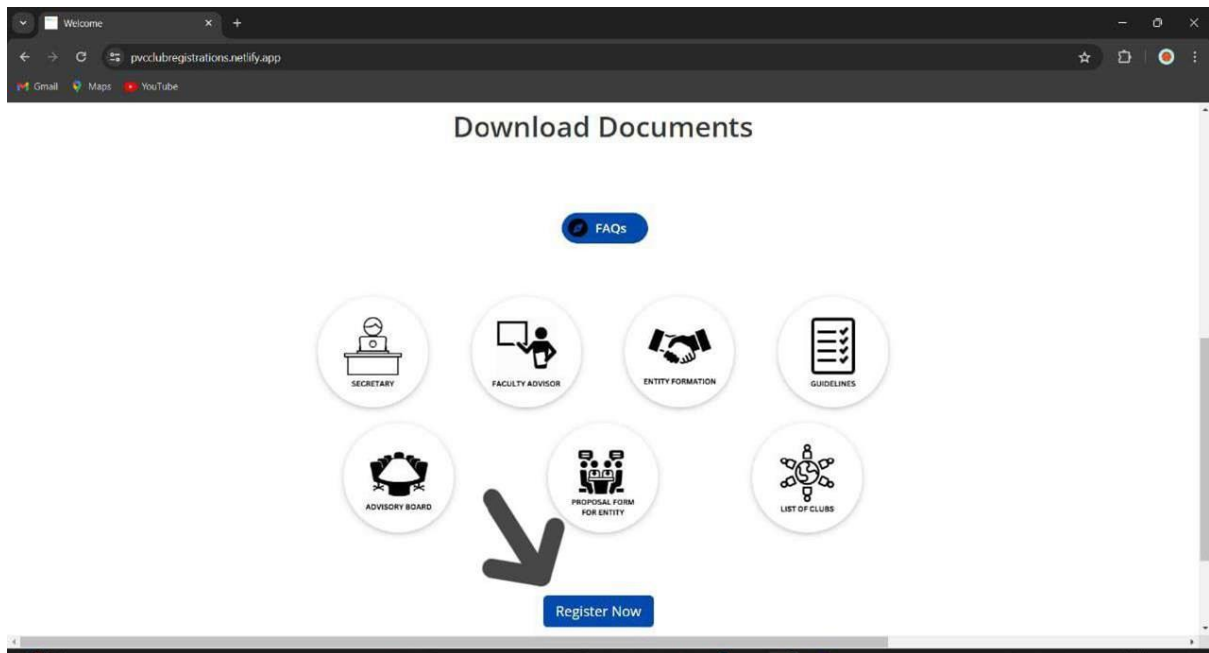 Welcome
pvcclubregistrations.netlify.app
Gmail Maps YouTube
Download Documents
FAQs
SECRETARY
FACULTY ADVISOR
ENTITY FORMATION
GUIDELINES
ADVISORY BOARD
PROPOSAL FORM
FOR ENTITY
LIST OF CLUBS
Register Now